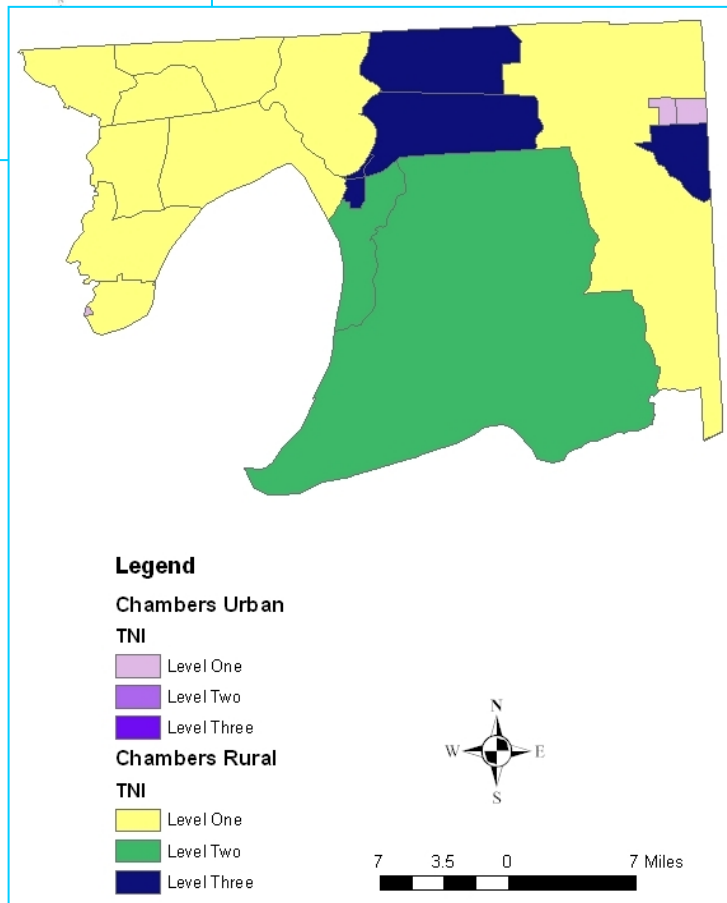 Legend
Chambers Urban
TNI
Level One
Level Two
Level Three
Chambers Rural
TNI
Level One
Level Two
Level Three
N
W E
S
7 3.5 0 7 Miles